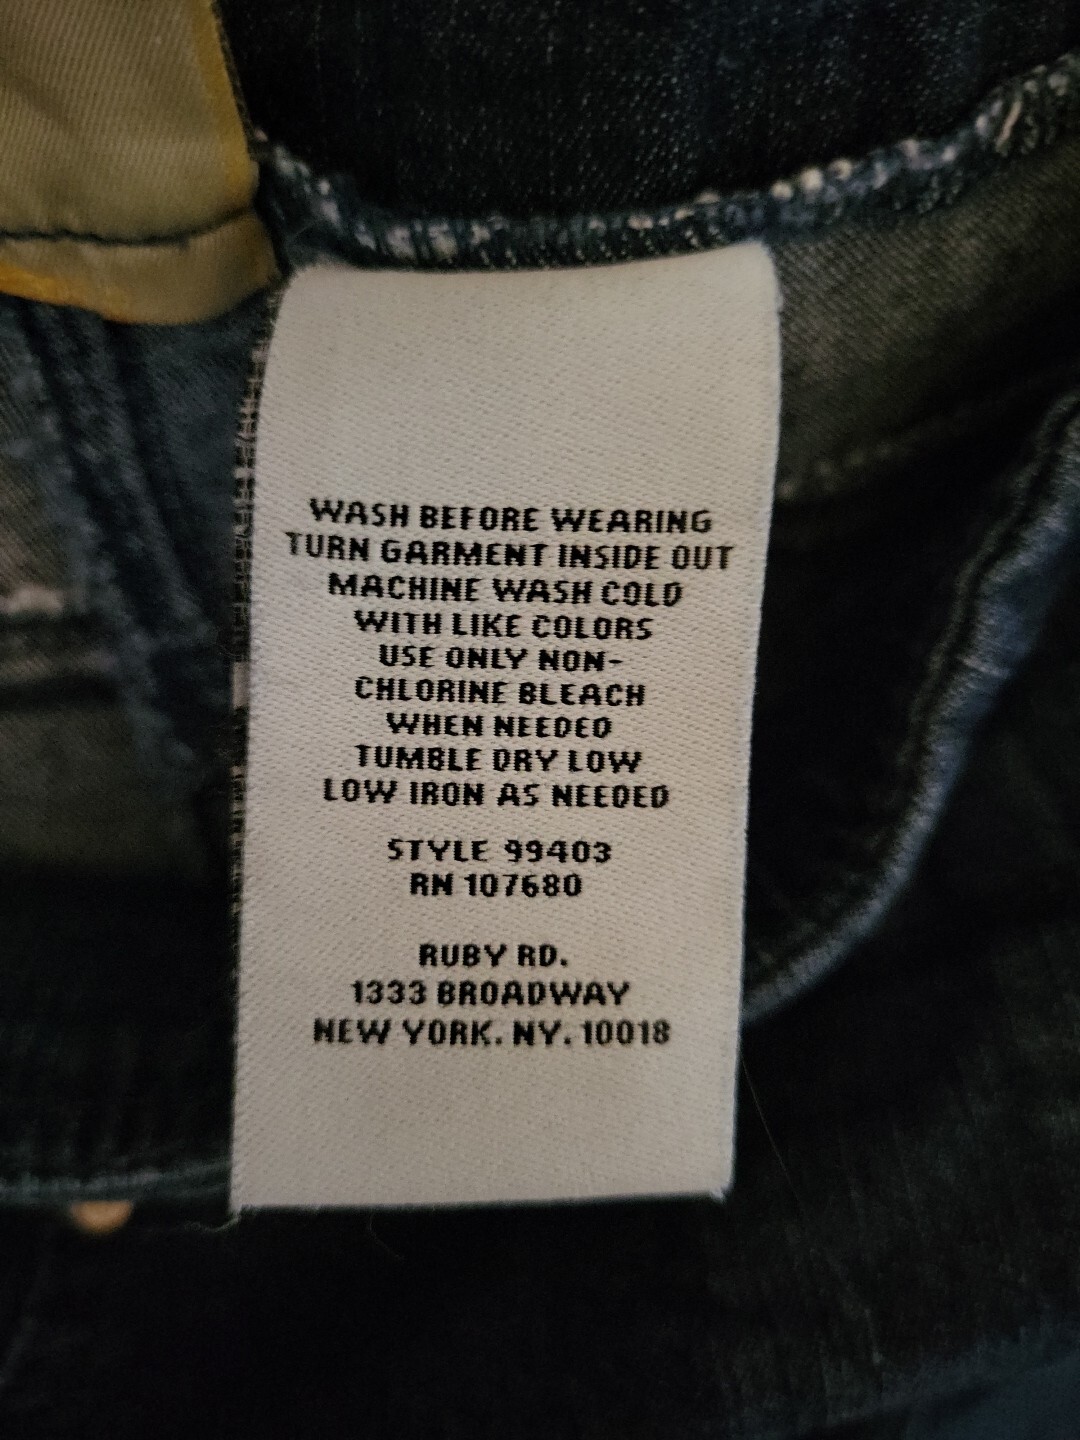 WASH BEFORE WEARING
TURN GARMENT INSIDE OUT
MACHINE WASH COLD
WITH LIKE COLORS
USE ONLY NON-
CHLORINE BLEACH
WHEN NEEDED
TUMBLE DRY LOW
LOW IRON AS NEEDED
STYLE 99403
RN 107680
RUBY RD.
1333 BROADWAY
NEW YORK. NY. 10018